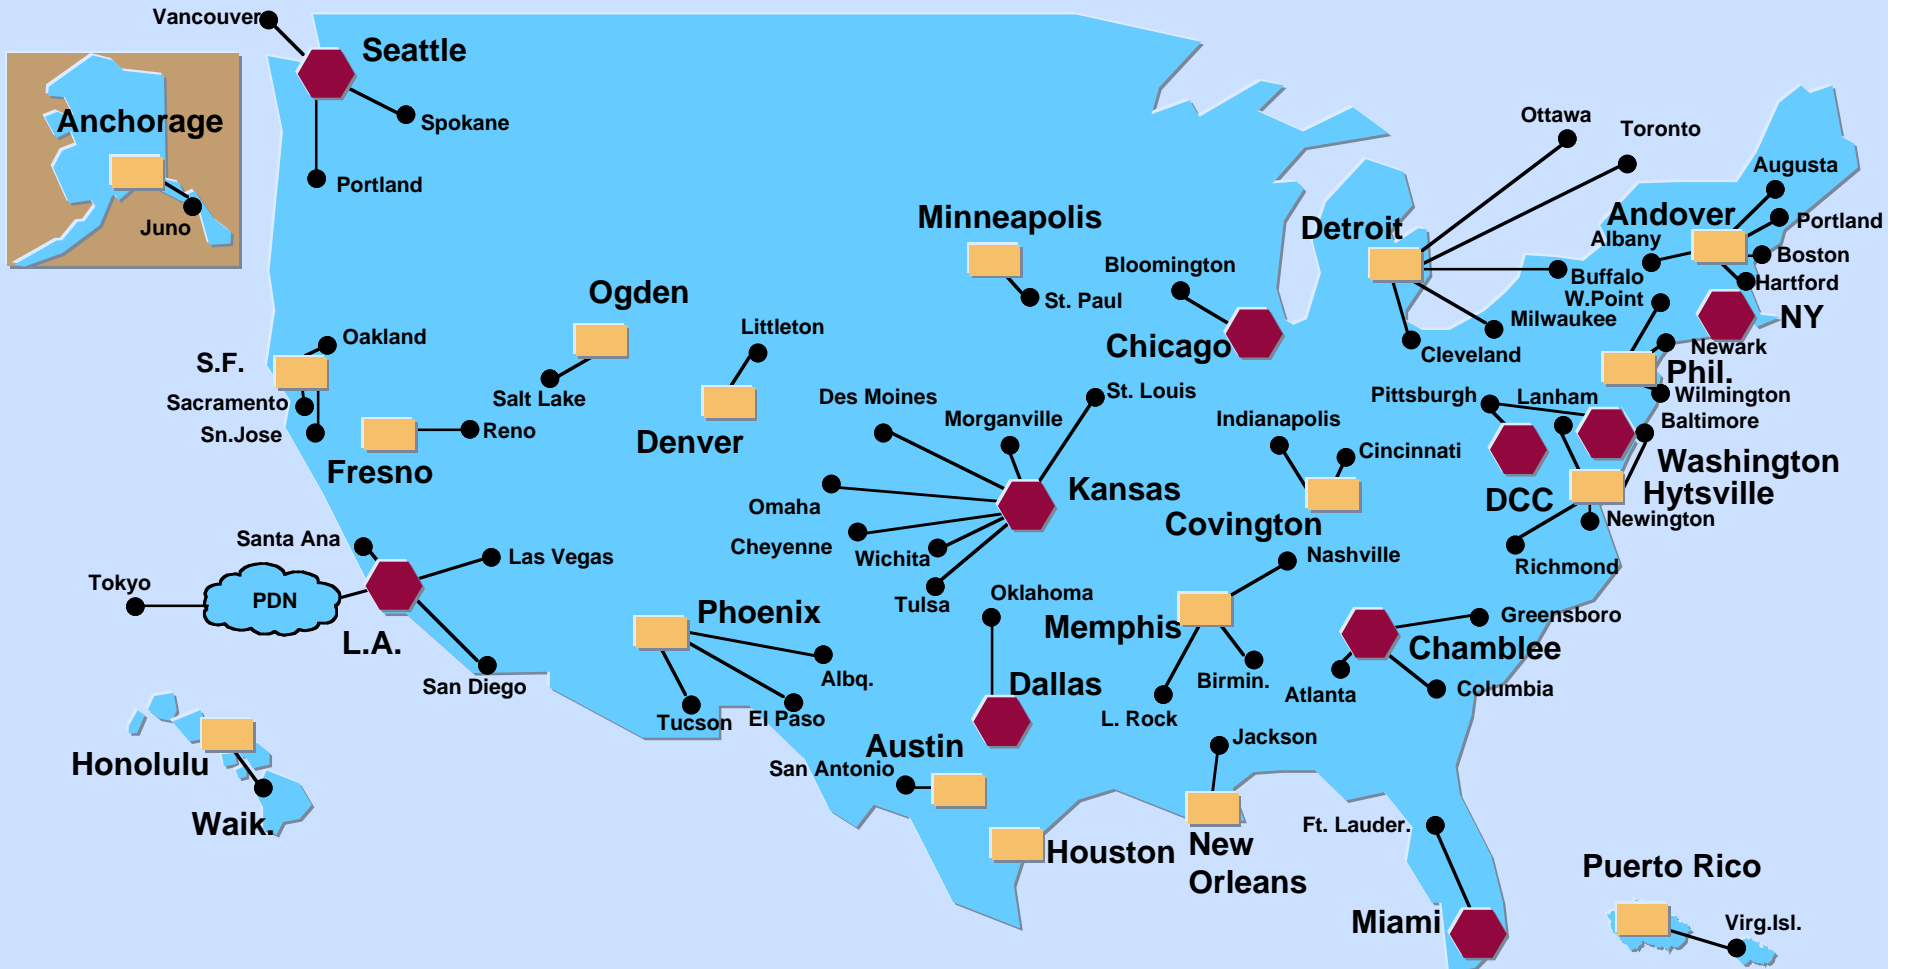 Vancouver
Seattle
Spokane
Portland
Anchorage
Juno
Ottawa
Toronto
Augusta
Minneapolis
Detroit
Andover
Portland
Albany
Boston
Bloomington
St. Paul
Buffalo
Hartford
W.Point
Ogden
Littleton
Milwaukee
NY
Oakland
Chicago
Cleveland
Newark
S.F.
Phil.
Sacramento
Salt Lake
Des Moines
St. Louis
Pittsburgh
Lanham
Wilmington
Sn.Jose
Reno
Denver
Morganville
Indianapolis
Baltimore
Fresno
Cincinnati
Washington
Omaha
Kansas
DCC
Hytsville
Covington
Newington
Santa Ana
Cheyenne
Wichita
Nashville
Las Vegas
Richmond
Tokyo
PDN
Tulsa
Oklahoma
Phoenix
Memphis
Greensboro
L.A.
Chamblee
San Diego
Albq.
Dallas
Birmin.
Atlanta
Columbia
Tucson
El Paso
L. Rock
Austin
Jackson
Honolulu
San Antonio
Waik.
Ft. Lauder.
Houston
New
Orleans
Puerto Rico
Miami
Virg.Isl.